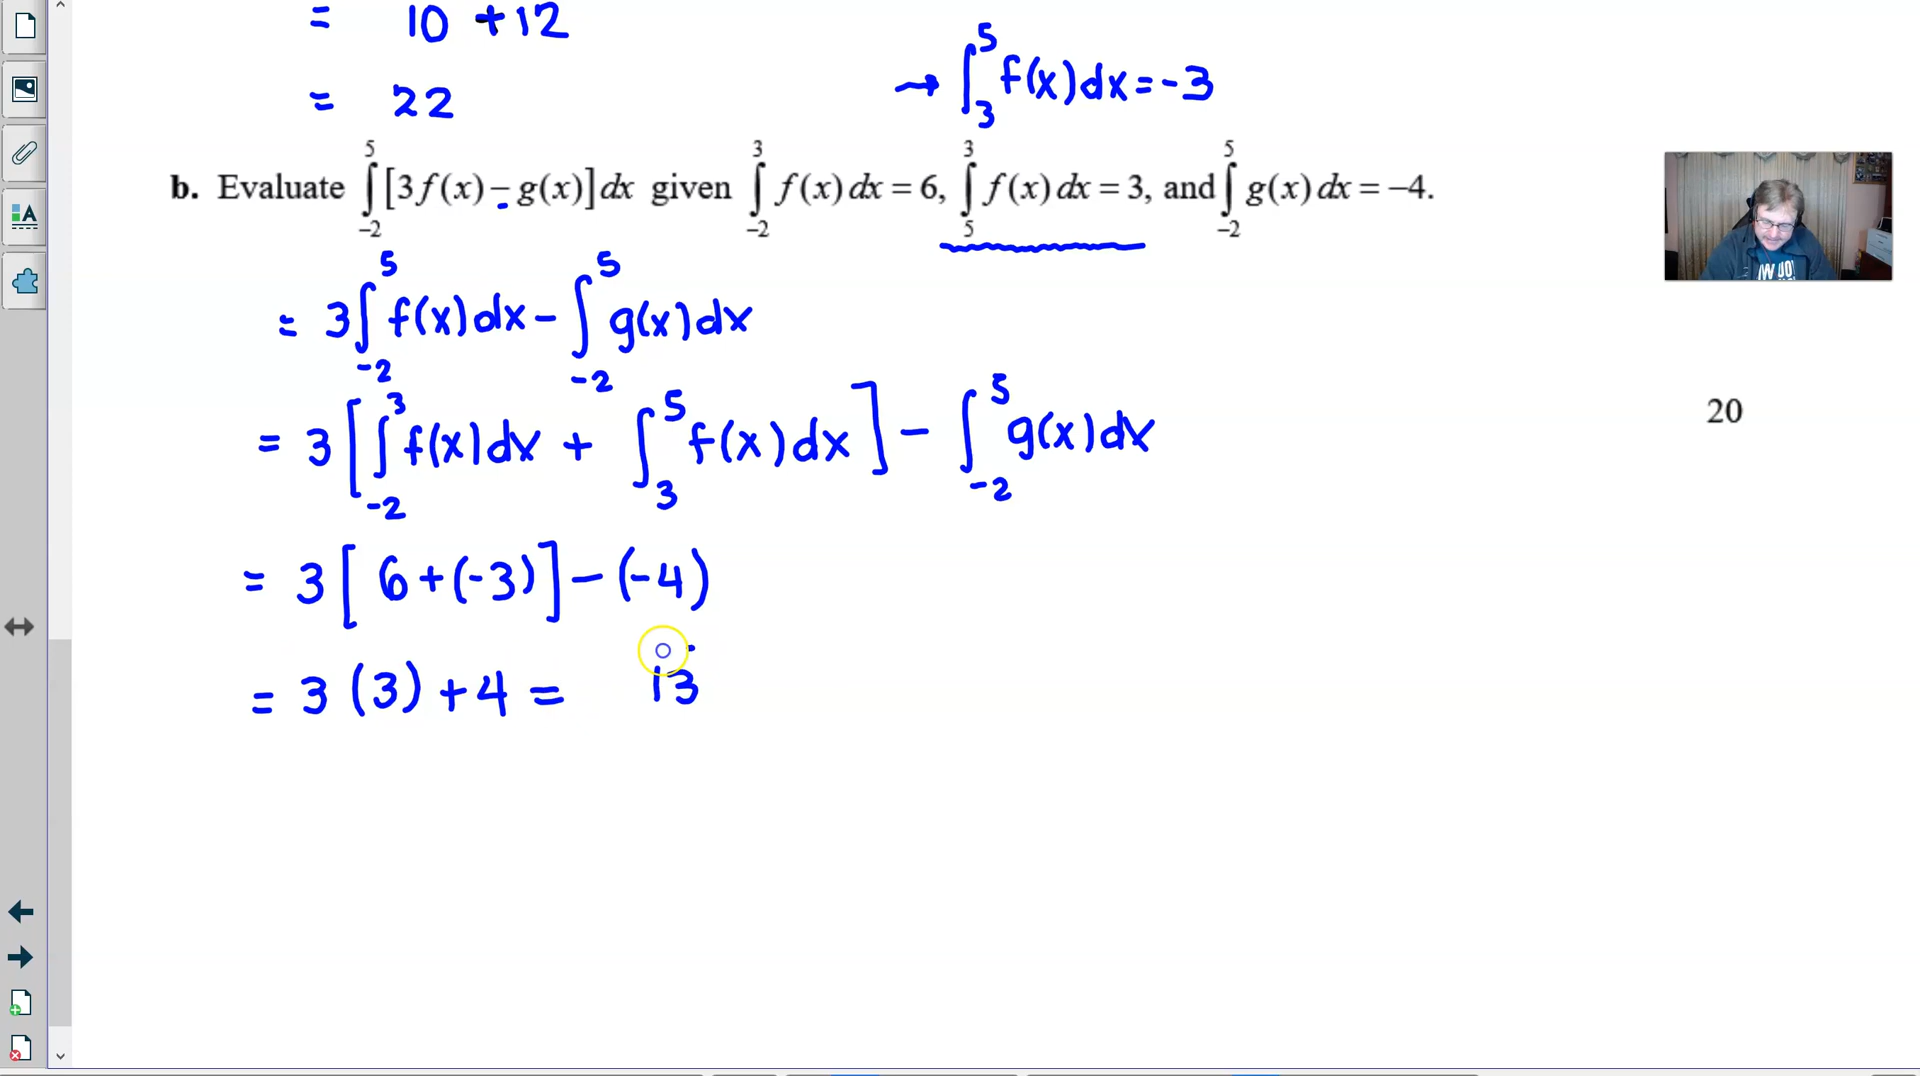 = 10 + 12
= 22
→ ∫₃⁵ f(x)dx = -3
b. Evaluate ∫₋₂⁵ [3f(x) − g(x)] dx given ∫₋₂³ f(x) dx = 6, ∫₅³ f(x) dx = 3, and ∫₋₂⁵ g(x) dx = −4.
= 3∫₋₂⁵ f(x)dx − ∫₋₂⁵ g(x)dx
= 3[∫₋₂³ f(x)dx + ∫₃⁵ f(x)dx] − ∫₋₂⁵ g(x)dx
20
= 3[6+(-3)] − (-4)
= 3(3)+4 = 13